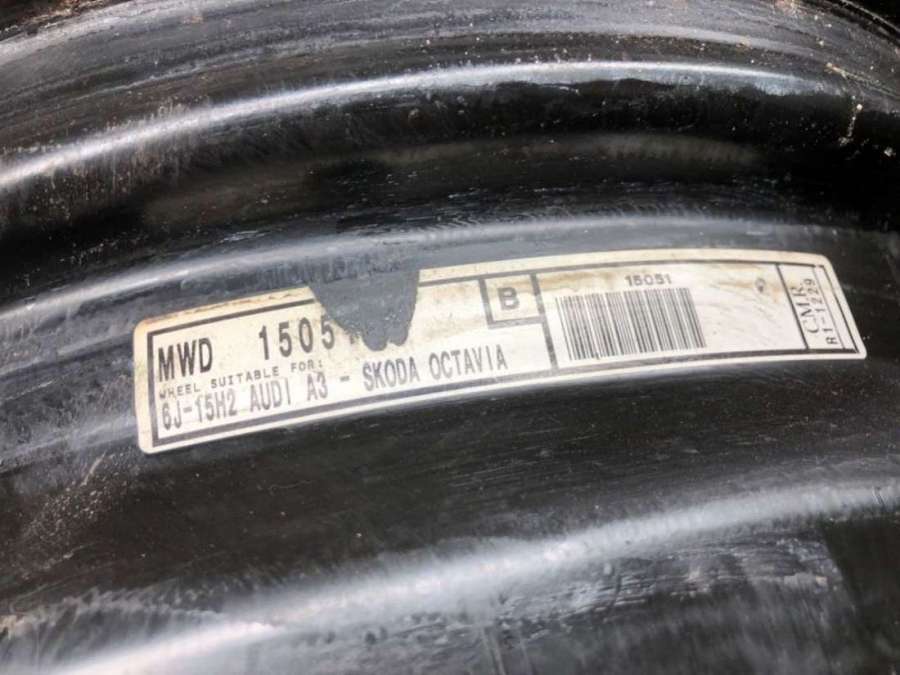 MWD 1505
WHEEL SUITABLE FOR:
6J-15H2 AUDI A3 - SKODA OCTAVIA
B
15051
CMR
R1-1229